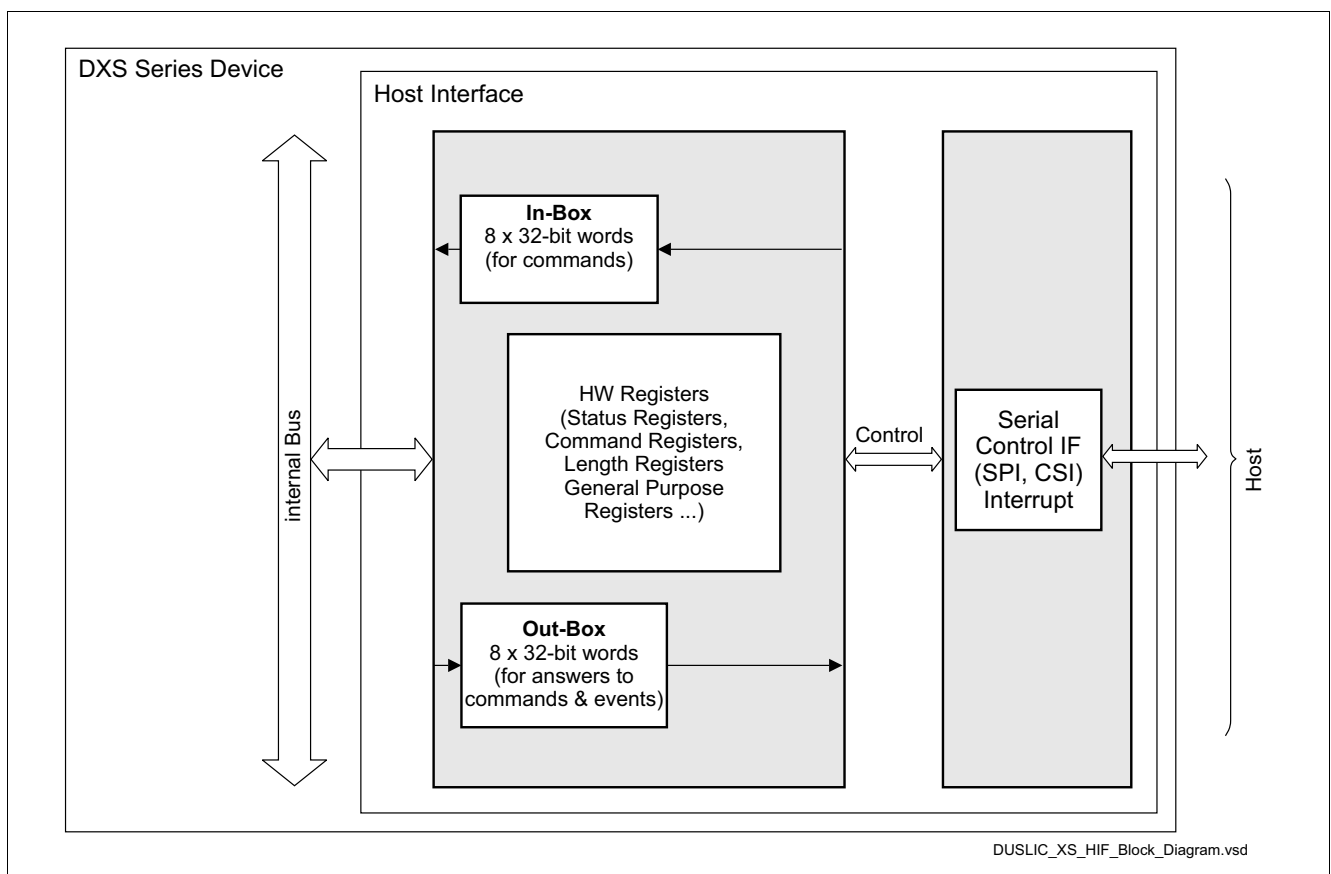 DXS Series Device
Host Interface
In-Box
8 x 32-bit words
(for commands)
internal Bus
HW Registers
(Status Registers,
Command Registers,
Length Registers
General Purpose
Registers ...)
Control
Serial
Control IF
(SPI, CSI)
Interrupt
Host
Out-Box
8 x 32-bit words
(for answers to
commands & events)
DUSLIC_XS_HIF_Block_Diagram.vsd